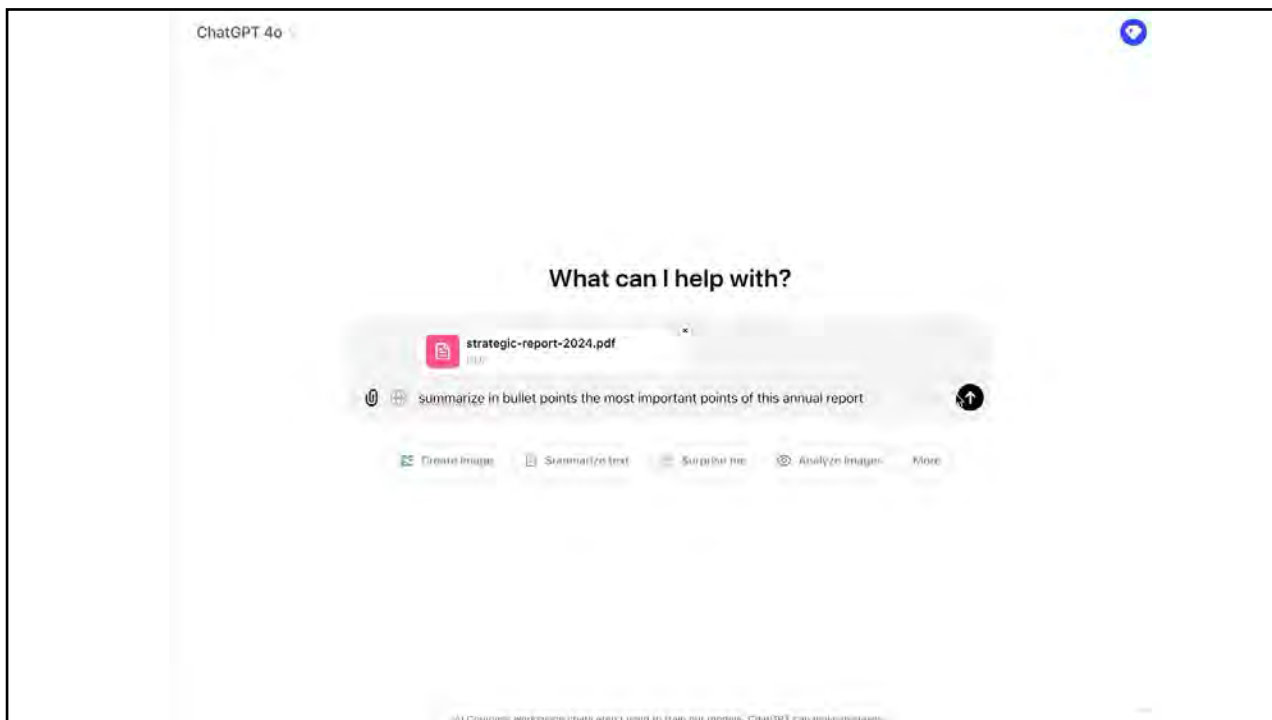 ChatGPT 4o
What can I help with?
strategic-report-2024.pdf
PDF
summarize in bullet points the most important points of this annual report
Create image Summarize text Surprise me Analyze images More